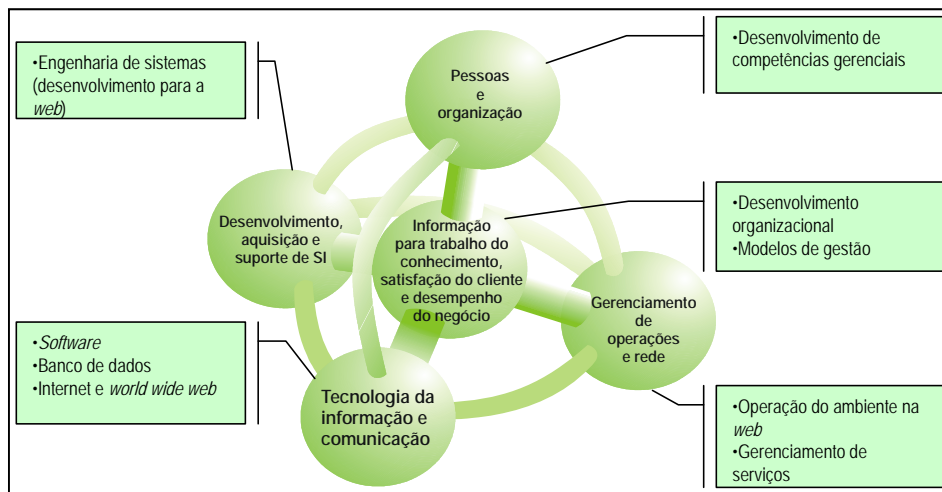 •Engenharia de sistemas
(desenvolvimento para a
web)
Pessoas
e
organização
•Desenvolvimento de
competências gerenciais
Desenvolvimento,
aquisição e
suporte de SI
Informação
para trabalho do
conhecimento,
satisfação do cliente
e desempenho
do negócio
•Desenvolvimento
organizacional
•Modelos de gestão
Gerenciamento
de
operações
e rede
•Software
•Banco de dados
•Internet e world wide web
Tecnologia da
informação e
comunicação
•Operação do ambiente na
web
•Gerenciamento de
serviços